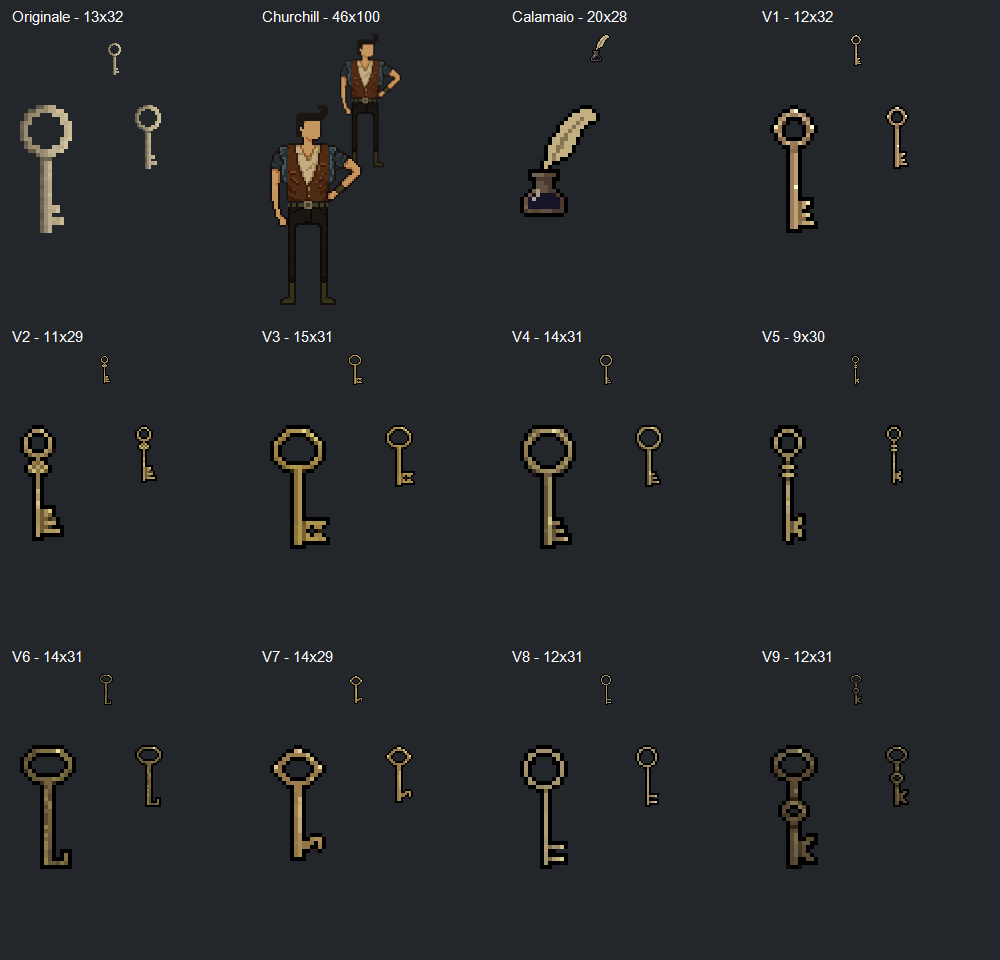 Originale - 13x32
Churchill - 46x100
Calamaio - 20x28
V1 - 12x32
V2 - 11x29
V3 - 15x31
V4 - 14x31
V5 - 9x30
V6 - 14x31
V7 - 14x29
V8 - 12x31
V9 - 12x31